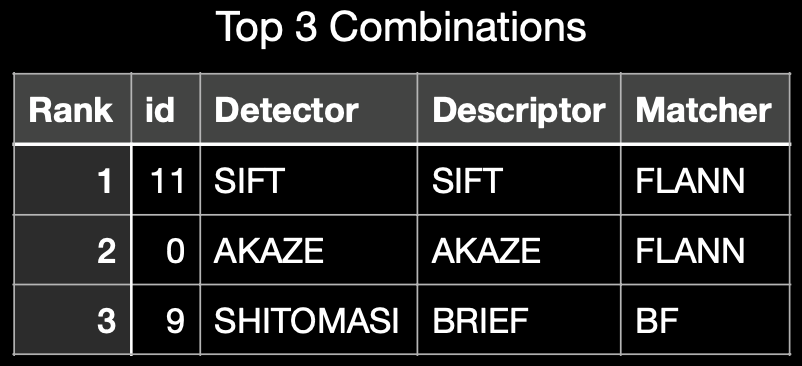 Top 3 Combinations
Rank id Detector Descriptor Matcher
1 11 SIFT SIFT FLANN
2 0 AKAZE AKAZE FLANN
3 9 SHITOMASI BRIEF BF